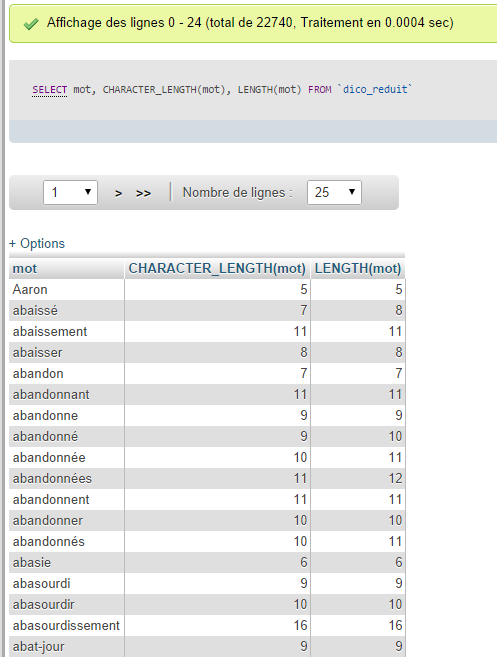 Affichage des lignes 0 - 24 (total de 22740, Traitement en 0.0004 sec)
SELECT mot, CHARACTER_LENGTH(mot), LENGTH(mot) FROM `dico_reduit`
1 > >> Nombre de lignes : 25
+ Options
mot CHARACTER_LENGTH(mot) LENGTH(mot)
Aaron 5 5
abaissé 7 8
abaissement 11 11
abaisser 8 8
abandon 7 7
abandonnant 11 11
abandonne 9 9
abandonné 9 10
abandonnée 10 11
abandonnées 11 12
abandonnent 11 11
abandonner 10 10
abandonnés 10 11
abasie 6 6
abasourdi 9 9
abasourdir 10 10
abasourdissement 16 16
abat-jour 9 9